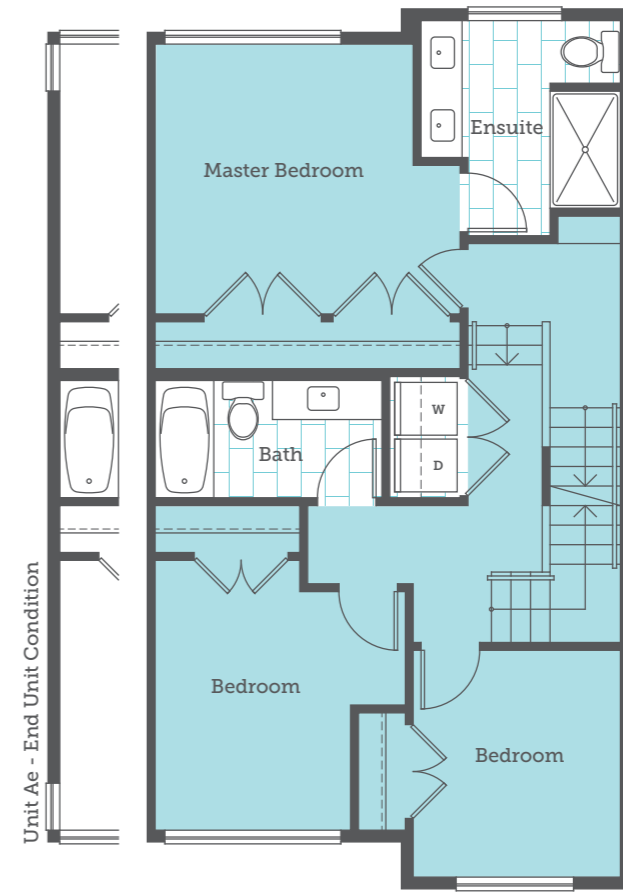 Ensuite
Master Bedroom
W
Bath
D
Bedroom
Bedroom
Unit Ae - End Unit Condition